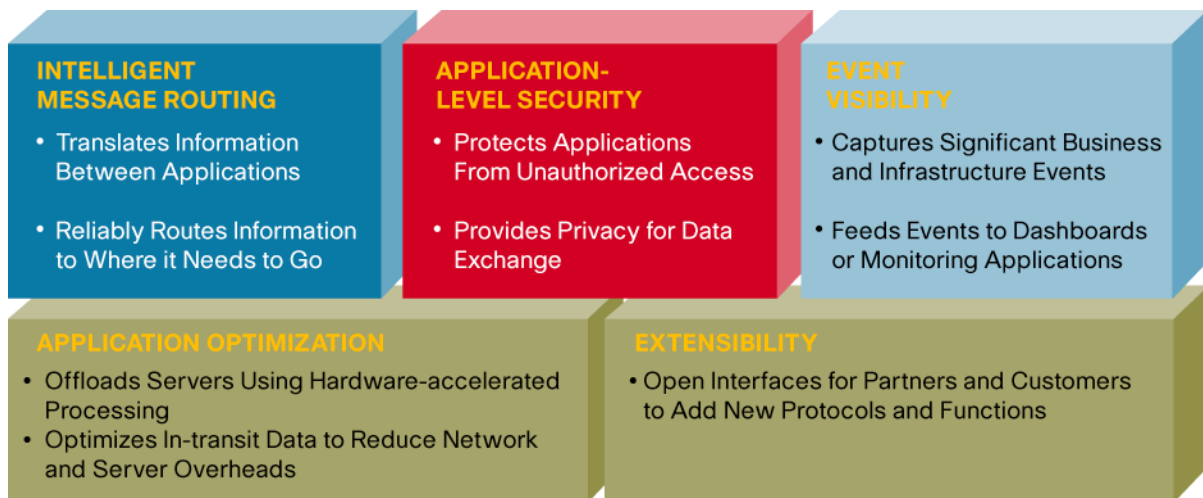 INTELLIGENT
MESSAGE ROUTING
• Translates Information
Between Applications
• Reliably Routes Information
to Where it Needs to Go
APPLICATION-
LEVEL SECURITY
• Protects Applications
From Unauthorized Access
• Provides Privacy for Data
Exchange
EVENT
VISIBILITY
• Captures Significant Business
and Infrastructure Events
• Feeds Events to Dashboards
or Monitoring Applications
APPLICATION OPTIMIZATION
• Offloads Servers Using Hardware-accelerated
Processing
• Optimizes In-transit Data to Reduce Network
and Server Overheads
EXTENSIBILITY
• Open Interfaces for Partners and Customers
to Add New Protocols and Functions